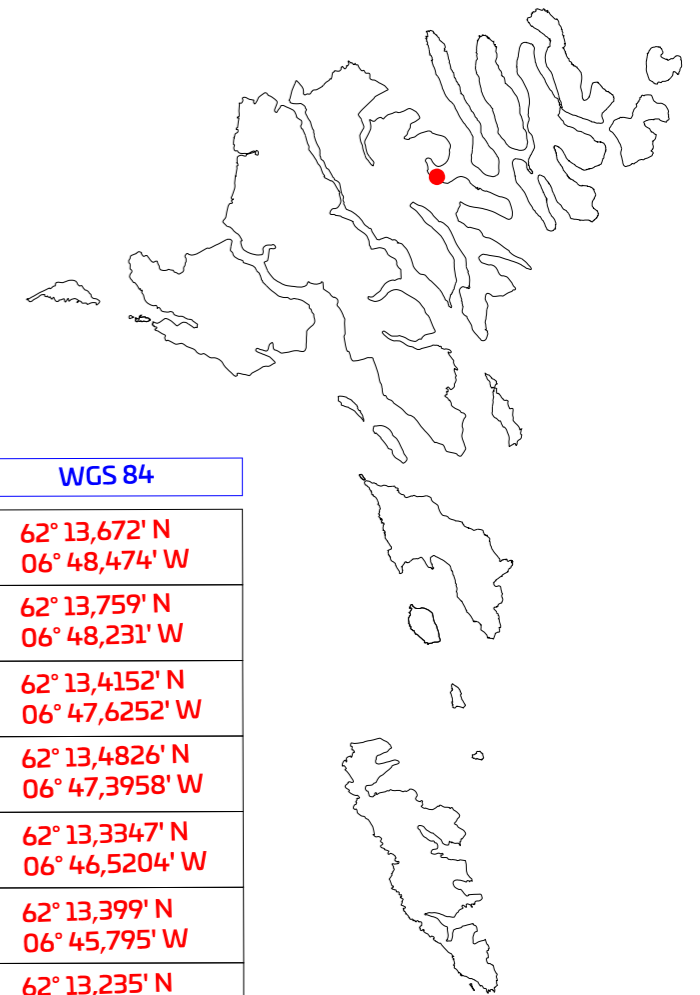 WGS 84
62° 13,672' N
06° 48,474' W
62° 13,759' N
06° 48,231' W
62° 13,4152' N
06° 47,6252' W
62° 13,4826' N
06° 47,3958' W
62° 13,3347' N
06° 46,5204' W
62° 13,399' N
06° 45,795' W
62° 13,235' N